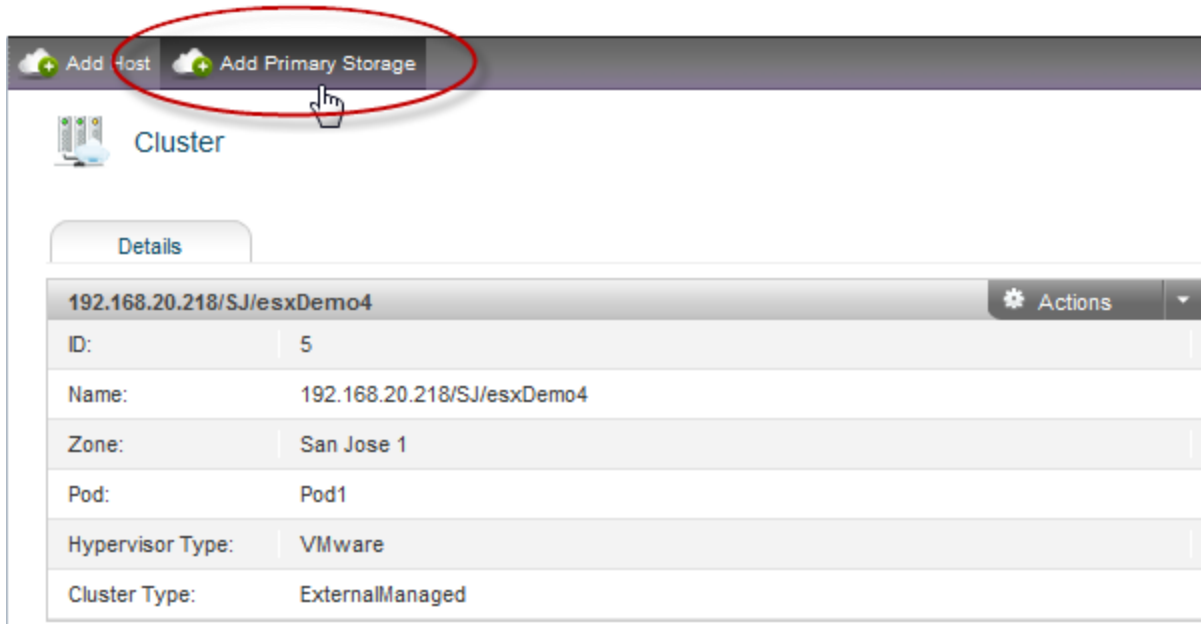 Add Host Add Primary Storage
Cluster
Details
192.168.20.218/SJ/esxDemo4 Actions
ID: 5
Name: 192.168.20.218/SJ/esxDemo4
Zone: San Jose 1
Pod: Pod1
Hypervisor Type: VMware
Cluster Type: ExternalManaged